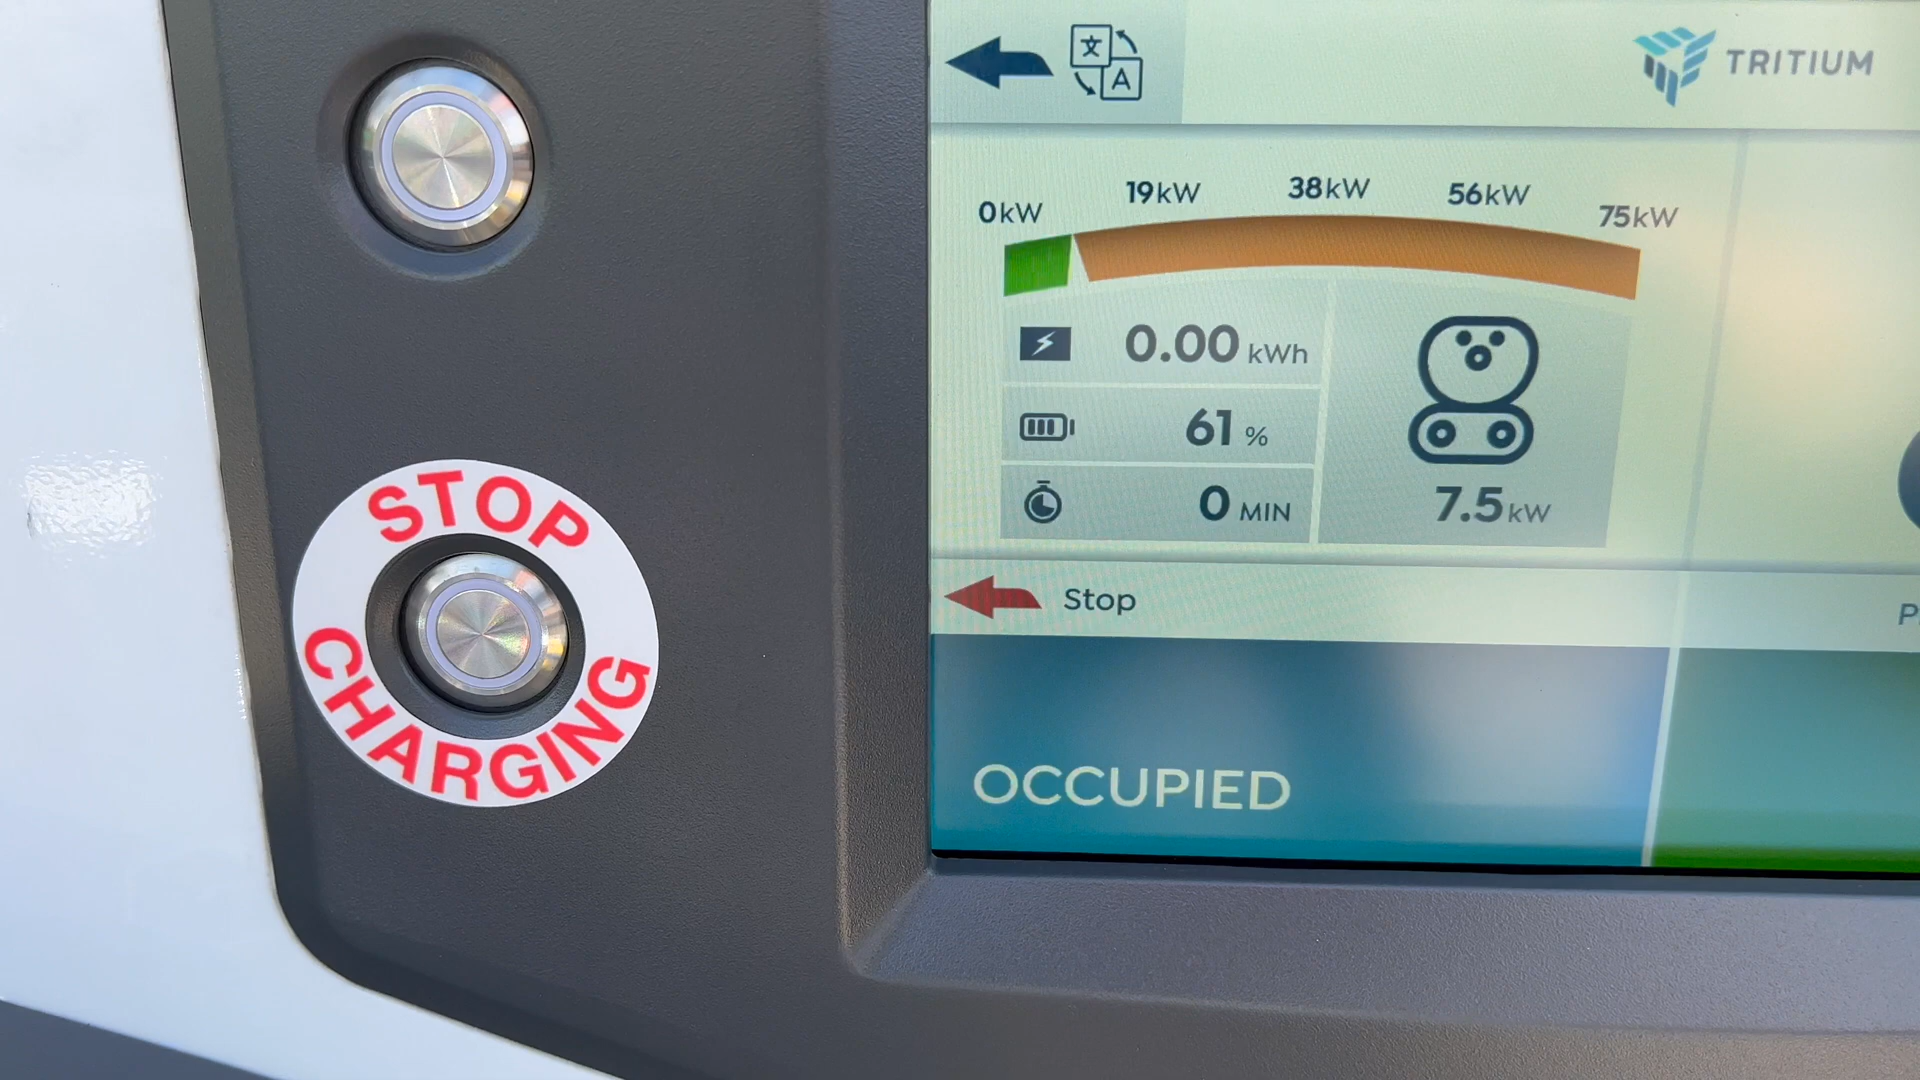 STOP
CHARGING
文
A
TRITIUM
0kW
19kW
38kW
56kW
75kW
0.00 kWh
61 %
0 MIN
7.5 kW
Stop
OCCUPIED